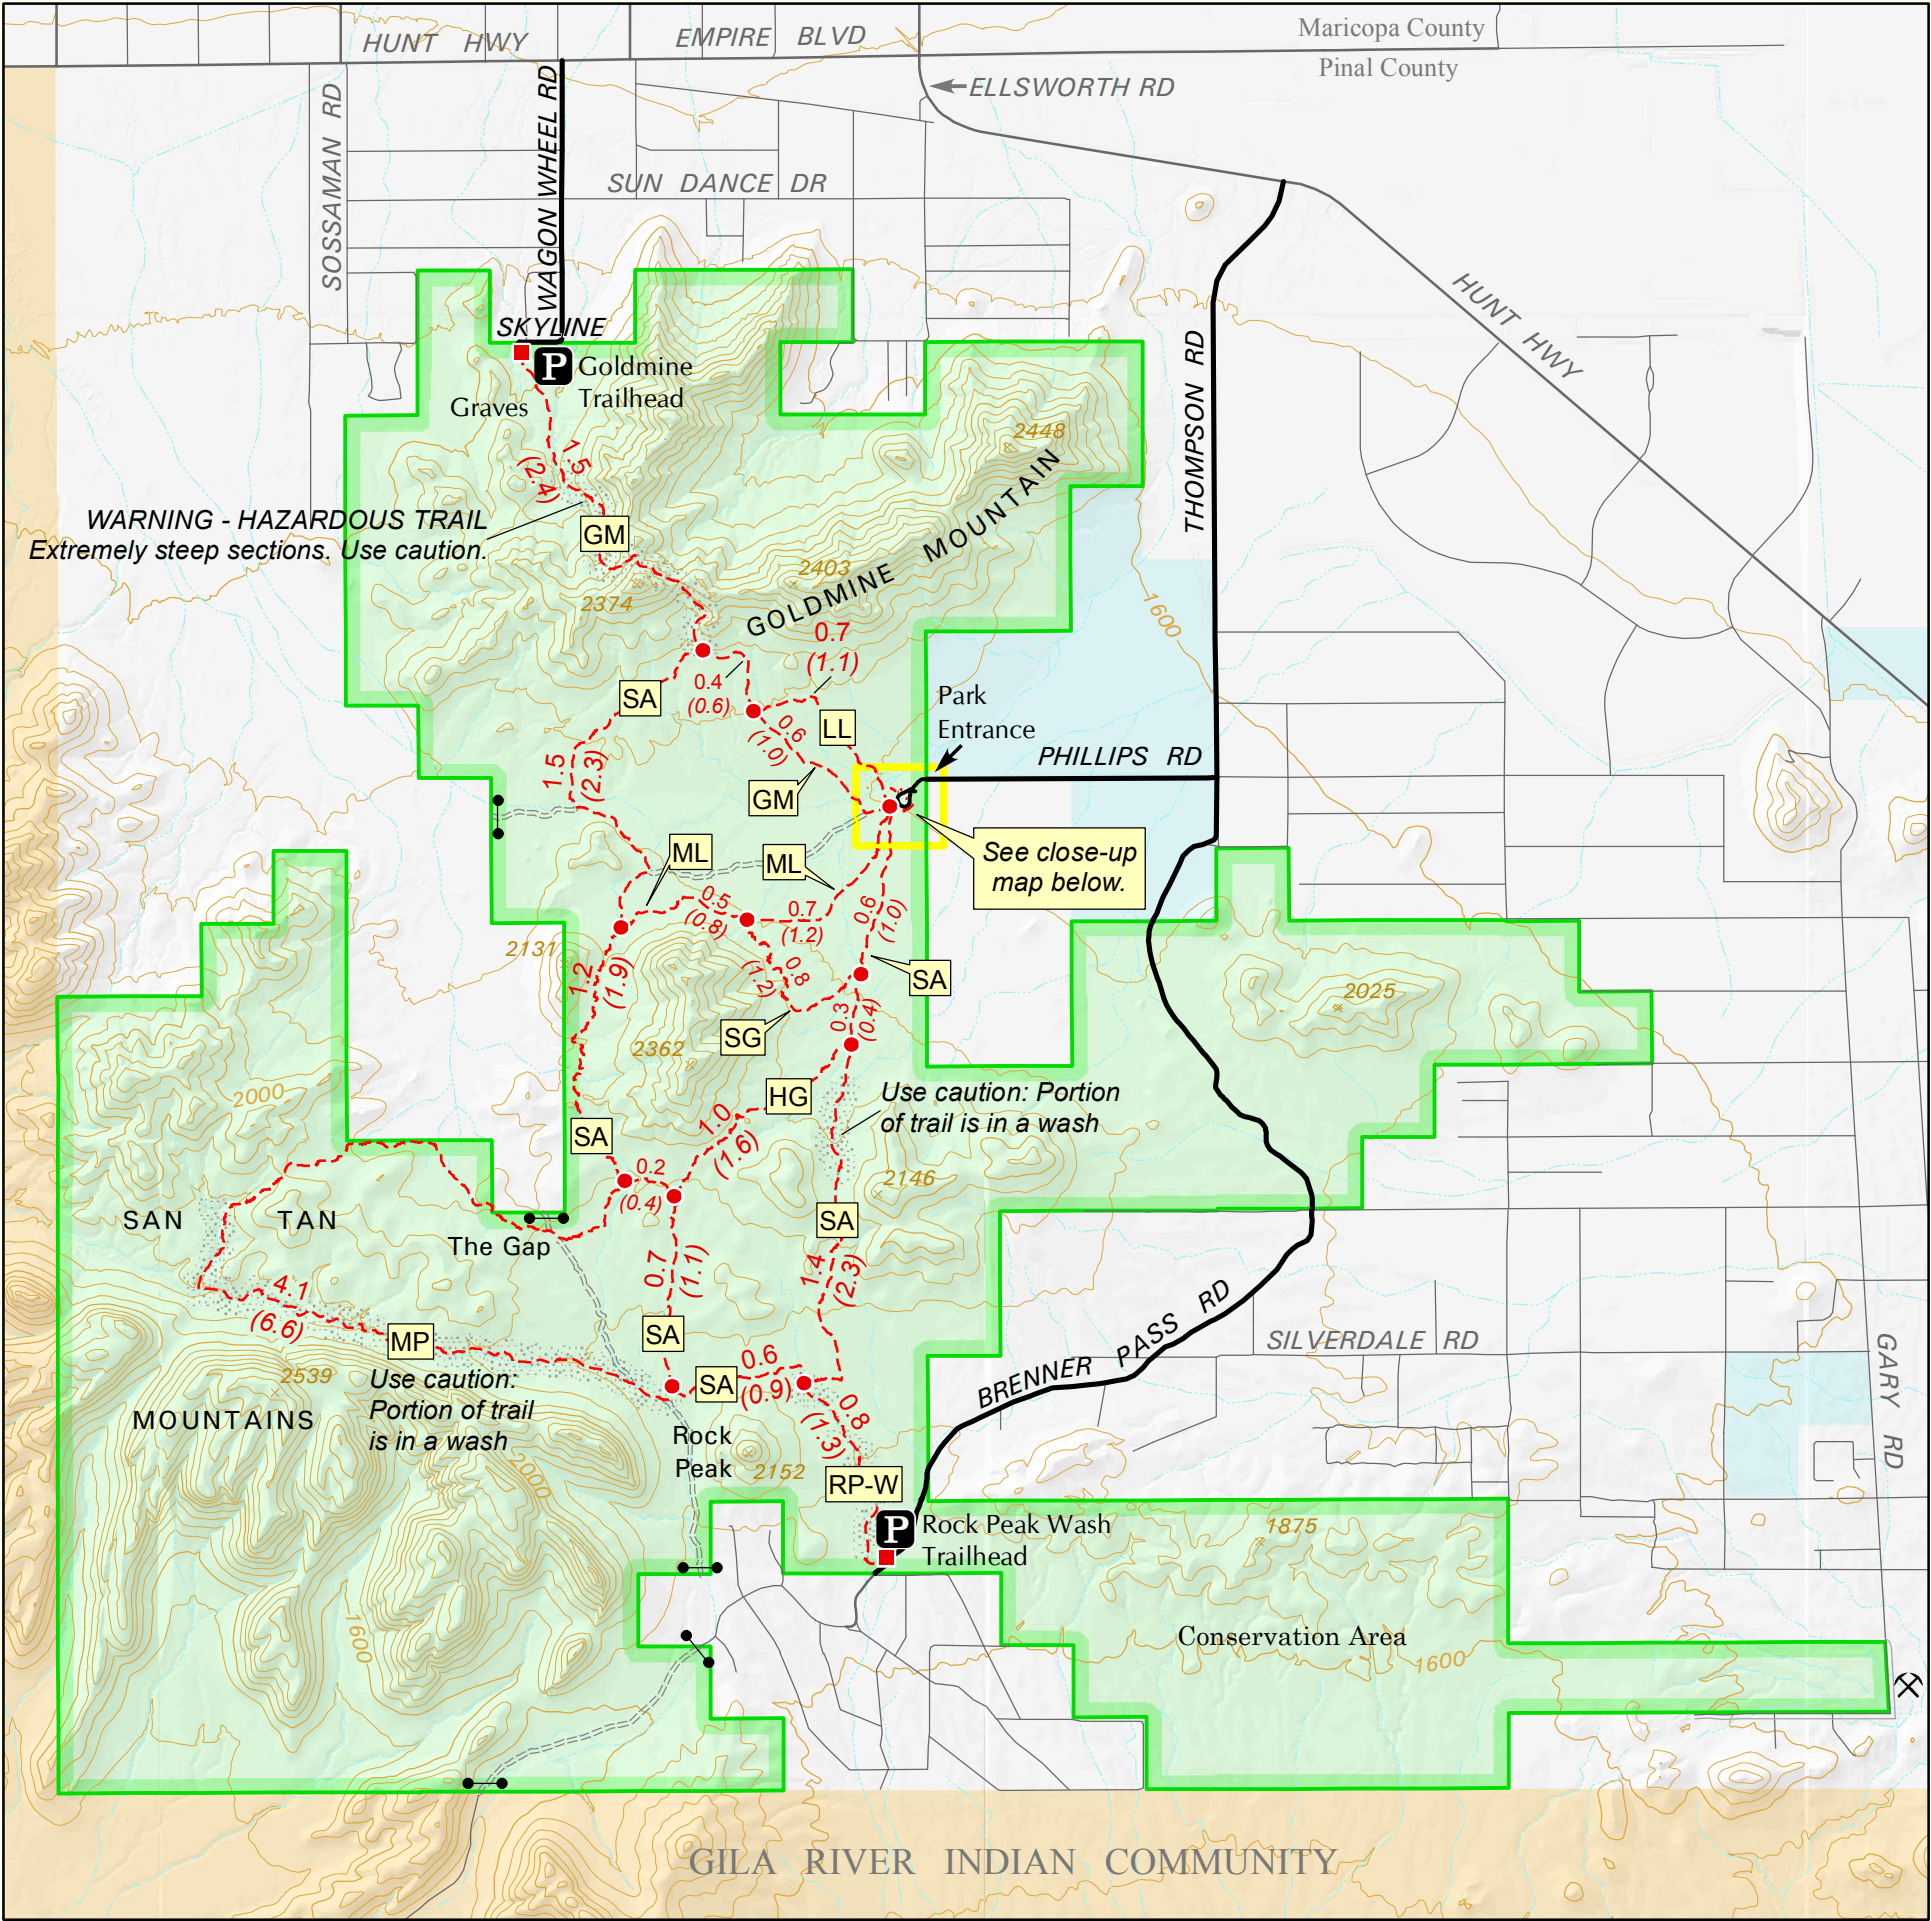 HUNT HWY
EMPIRE BLVD
Maricopa County
Pinal County
ELLSWORTH RD
SOSSAMAN RD
WAGON WHEEL RD
SUN DANCE DR
SKYLINE
P
Goldmine
Trailhead
Graves
HUNT HWY
THOMPSON RD
1.5
(2.4)
2448
WARNING - HAZARDOUS TRAIL
Extremely steep sections. Use caution.
GM
GOLDMINE MOUNTAIN
2403
2374
1600
0.7
(1.1)
SA
0.4
(0.6)
LL
0.6
(1.0)
Park
Entrance
PHILLIPS RD
1.5
(2.3)
GM
ML
ML
See close-up
map below.
0.5
(0.8)
0.7
(1.2)
0.6
(1.0)
2131
1.2
(1.9)
0.8
(1.2)
SA
2025
SG
0.3
(0.4)
2362
2000
HG
Use caution: Portion
of trail is in a wash
SA
1.0
(1.6)
0.2
(0.4)
2146
SAN TAN
MOUNTAINS
The Gap
SA
0.7
(1.1)
1.4
(2.3)
4.1
(6.6)
MP
SA
SA
0.6
(0.9)
BRENNER PASS RD
SILVERDALE RD
GARY RD
2539
Use caution:
Portion of trail
is in a wash
0.8
(1.3)
Rock
Peak
2152
2000
RP-W
P
Rock Peak Wash
Trailhead
1875
1600
Conservation Area
1600
GILA RIVER INDIAN COMMUNITY